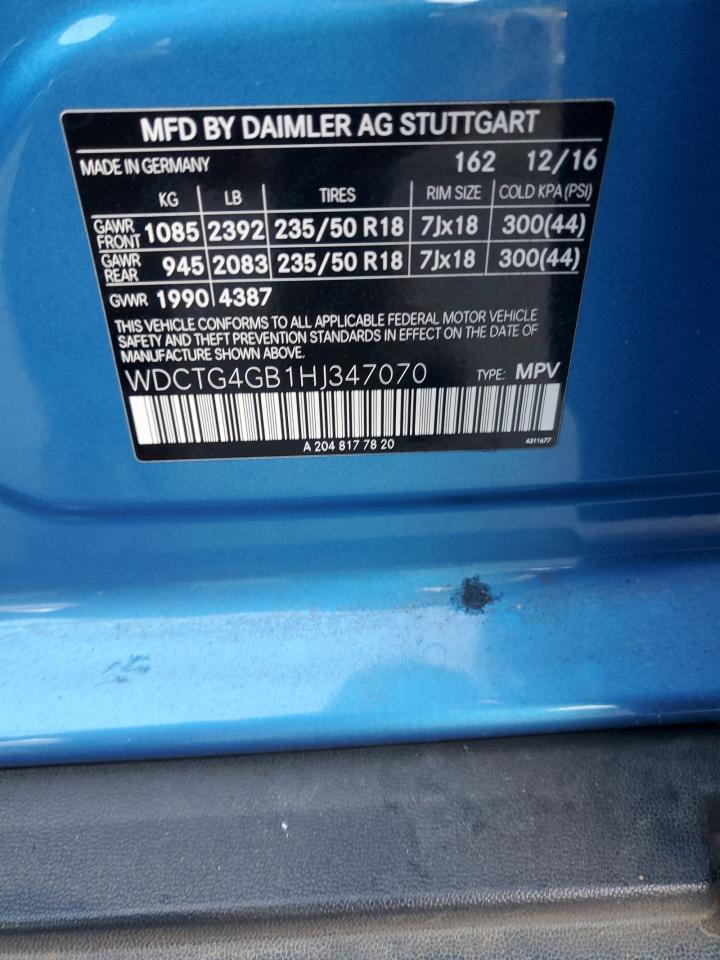 MFD BY DAIMLER AG STUTTGART
MADE IN GERMANY 162 12/16
KG LB TIRES RIM SIZE COLD KPA (PSI)
GAWR FRONT 1085 2392 235/50 R18 7Jx18 300(44)
GAWR REAR 945 2083 235/50 R18 7Jx18 300(44)
GVWR 1990 4387
THIS VEHICLE CONFORMS TO ALL APPLICABLE FEDERAL MOTOR VEHICLE
SAFETY AND THEFT PREVENTION STANDARDS IN EFFECT ON THE DATE OF
MANUFACTURE SHOWN ABOVE.
WDCTG4GB1HJ347070 TYPE: MPV
A 204 817 78 20 4311677